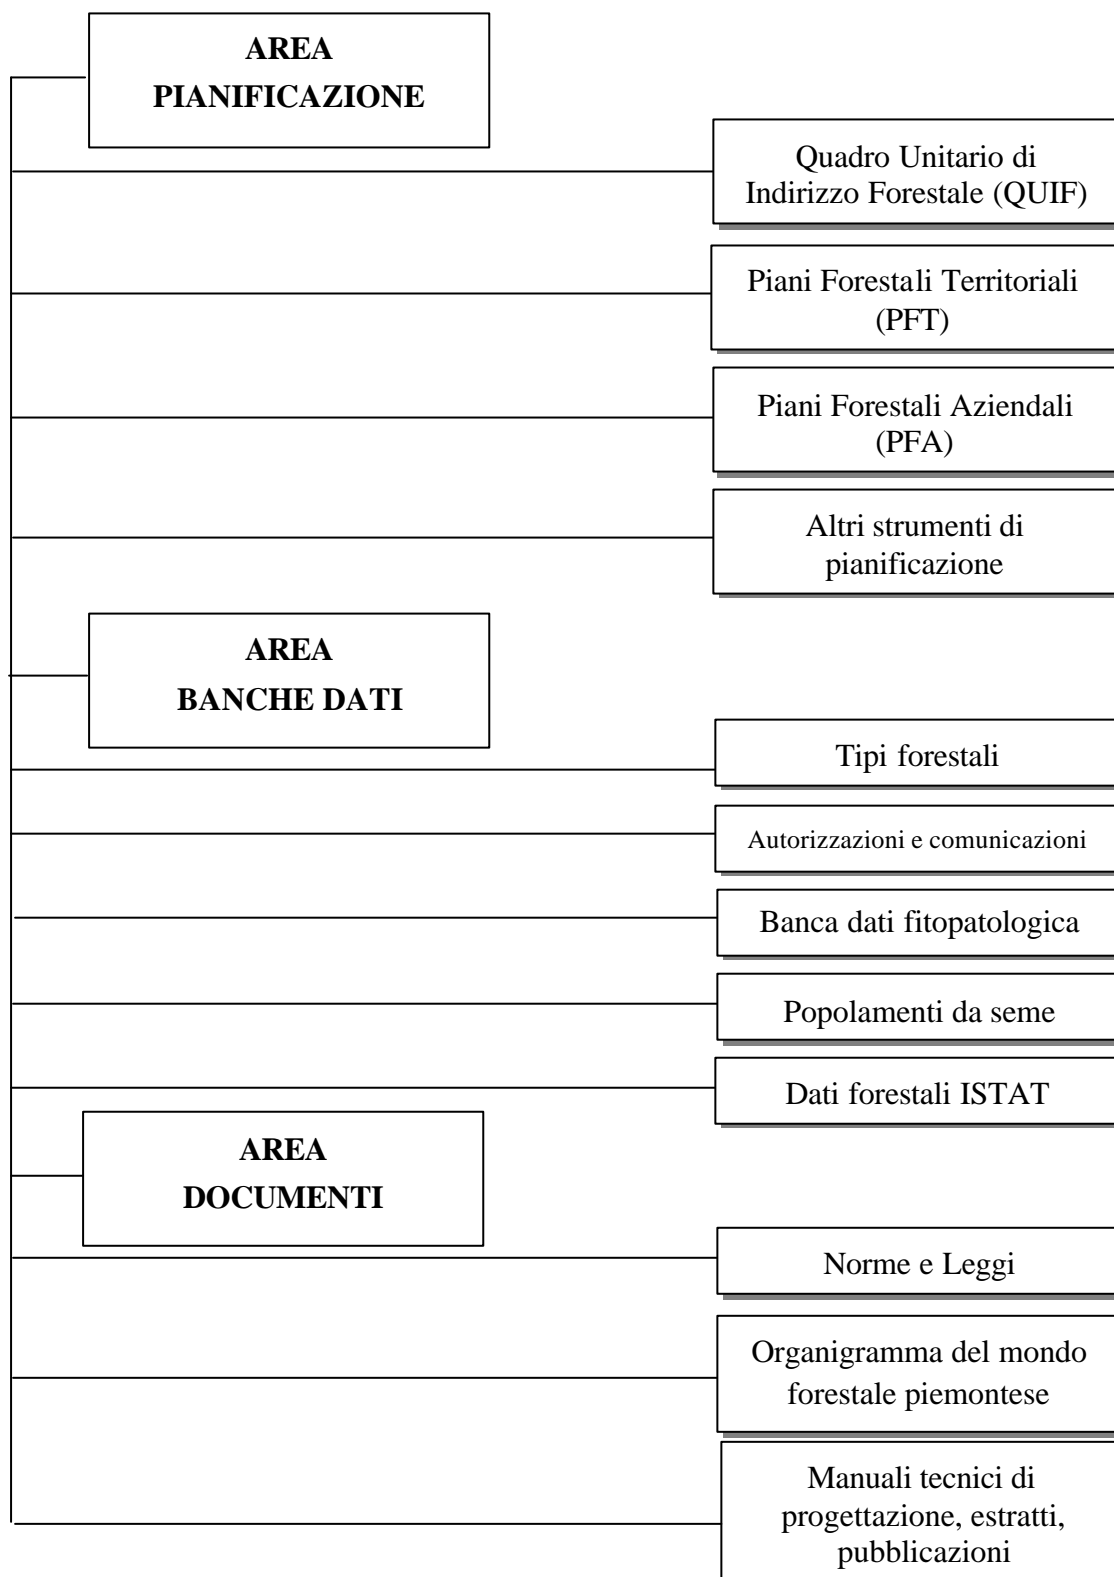 AREA
PIANIFICAZIONE
Quadro Unitario di
Indirizzo Forestale (QUIF)
Piani Forestali Territoriali
(PFT)
Piani Forestali Aziendali
(PFA)
Altri strumenti di
pianificazione
AREA
BANCHE DATI
Tipi forestali
Autorizzazioni e comunicazioni
Banca dati fitopatologica
Popolamenti da seme
Dati forestali ISTAT
AREA
DOCUMENTI
Norme e Leggi
Organigramma del mondo
forestale piemontese
Manuali tecnici di
progettazione, estratti,
pubblicazioni